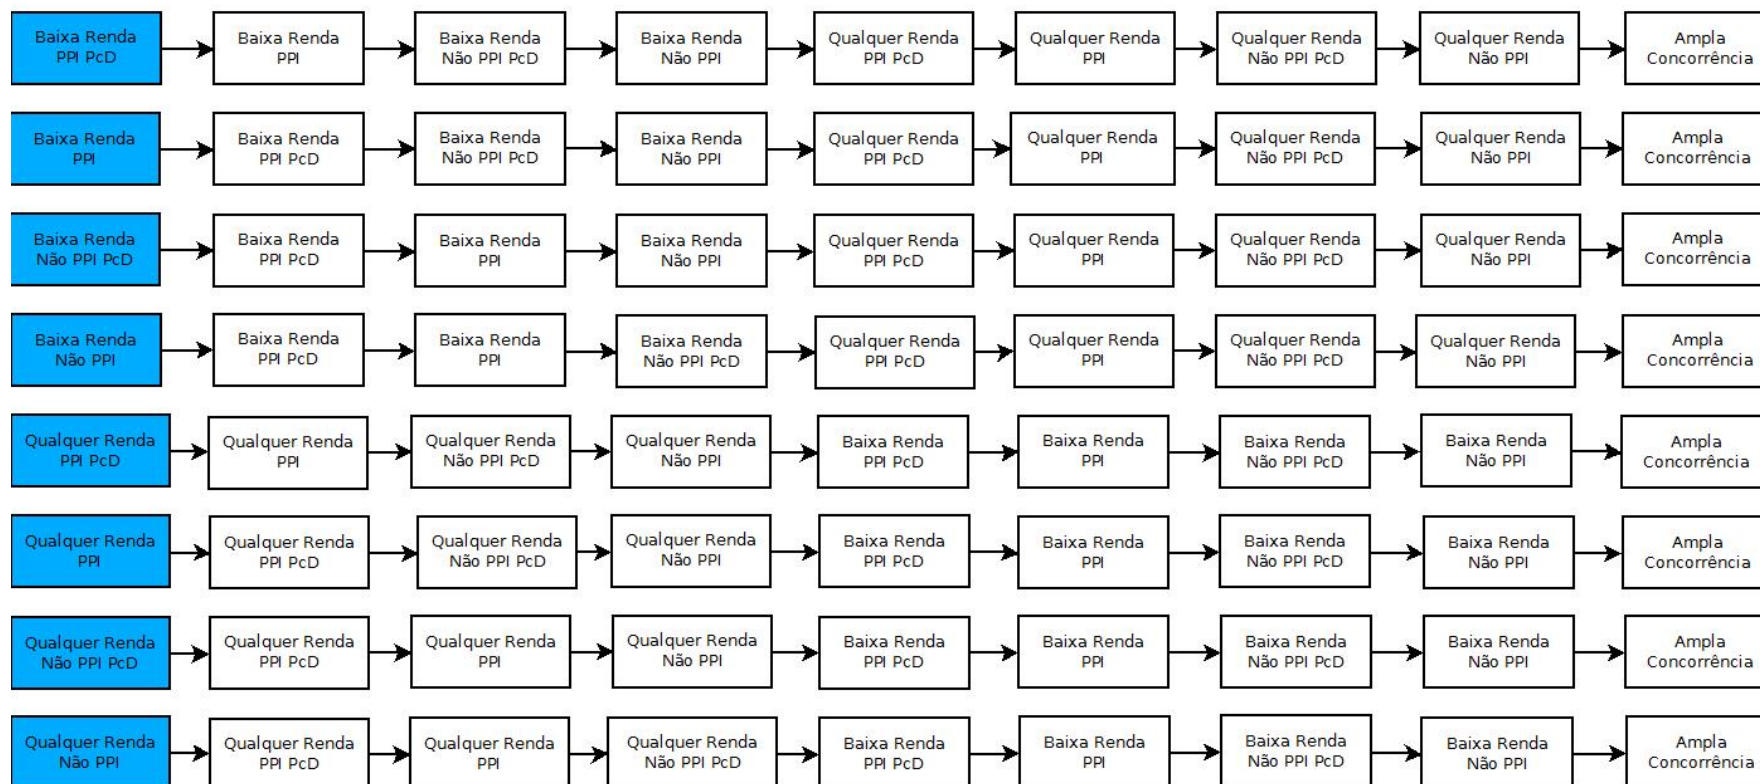 Baixa Renda
PPI PcD
Baixa Renda
PPI
Baixa Renda
Não PPI PcD
Baixa Renda
Não PPI
Qualquer Renda
PPI PcD
Qualquer Renda
PPI
Qualquer Renda
Não PPI PcD
Qualquer Renda
Não PPI
Ampla
Concorrência
Baixa Renda
PPI
Baixa Renda
PPI PcD
Baixa Renda
Não PPI PcD
Baixa Renda
Não PPI
Qualquer Renda
PPI PcD
Qualquer Renda
PPI
Qualquer Renda
Não PPI PcD
Qualquer Renda
Não PPI
Ampla
Concorrência
Baixa Renda
Não PPI PcD
Baixa Renda
PPI PcD
Baixa Renda
PPI
Baixa Renda
Não PPI
Qualquer Renda
PPI PcD
Qualquer Renda
PPI
Qualquer Renda
Não PPI PcD
Qualquer Renda
Não PPI
Ampla
Concorrência
Baixa Renda
Não PPI
Baixa Renda
PPI PcD
Baixa Renda
PPI
Baixa Renda
Não PPI PcD
Qualquer Renda
PPI PcD
Qualquer Renda
PPI
Qualquer Renda
Não PPI PcD
Qualquer Renda
Não PPI
Ampla
Concorrência
Qualquer Renda
PPI PcD
Qualquer Renda
PPI
Qualquer Renda
Não PPI PcD
Qualquer Renda
Não PPI
Baixa Renda
PPI PcD
Baixa Renda
PPI
Baixa Renda
Não PPI PcD
Baixa Renda
Não PPI
Ampla
Concorrência
Qualquer Renda
PPI
Qualquer Renda
PPI PcD
Qualquer Renda
Não PPI PcD
Qualquer Renda
Não PPI
Baixa Renda
PPI PcD
Baixa Renda
PPI
Baixa Renda
Não PPI PcD
Baixa Renda
Não PPI
Ampla
Concorrência
Qualquer Renda
Não PPI PcD
Qualquer Renda
PPI PcD
Qualquer Renda
PPI
Qualquer Renda
Não PPI
Baixa Renda
PPI PcD
Baixa Renda
PPI
Baixa Renda
Não PPI PcD
Baixa Renda
Não PPI
Ampla
Concorrência
Qualquer Renda
Não PPI
Qualquer Renda
PPI PcD
Qualquer Renda
PPI
Qualquer Renda
Não PPI PcD
Baixa Renda
PPI PcD
Baixa Renda
PPI
Baixa Renda
Não PPI PcD
Baixa Renda
Não PPI
Ampla
Concorrência